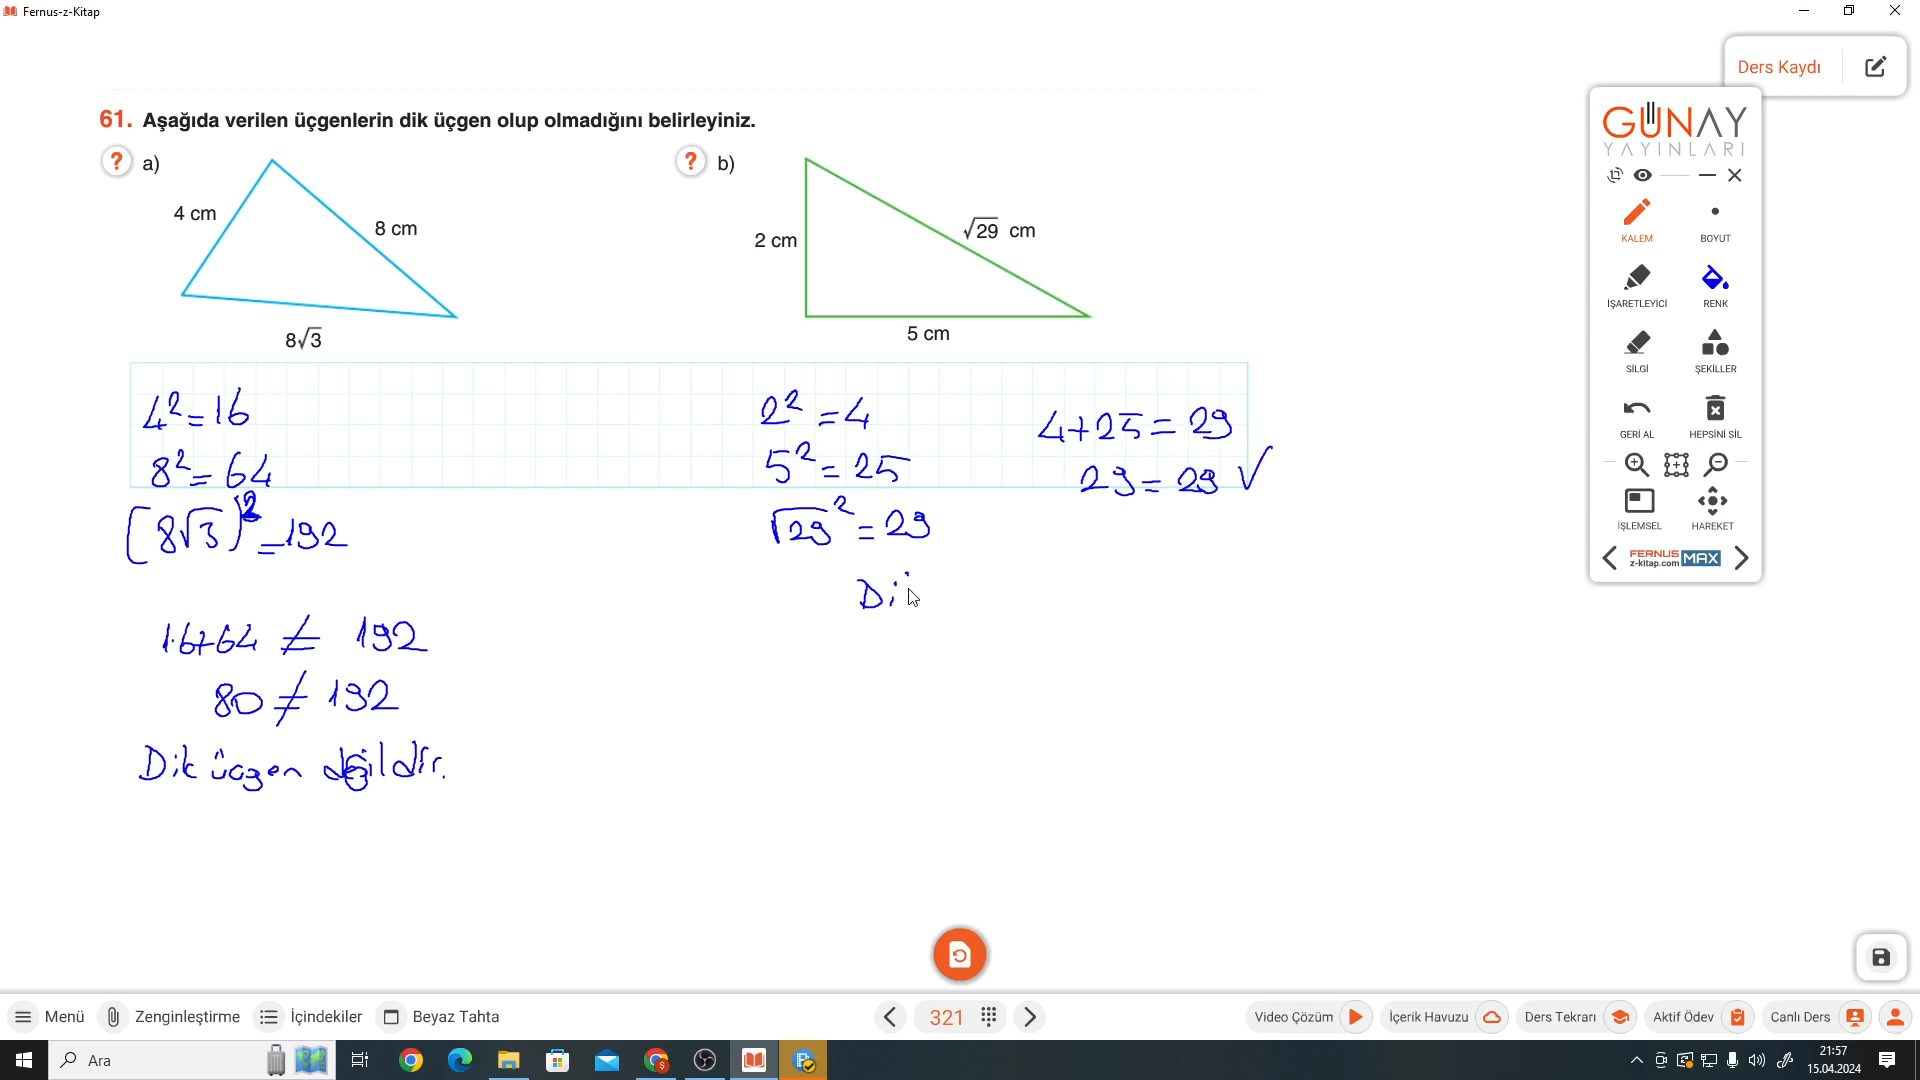 Fernus-z-Kitap
Ders Kaydı
61. Aşağıda verilen üçgenlerin dik üçgen olup olmadığını belirleyiniz.
? a)
4 cm
8 cm
8√3
? b)
2 cm
√29 cm
5 cm
4² = 16
8² = 64
(8√3)² = 192
16+64 ≠ 192
80 ≠ 192
Dik üçgen değildir.
2² = 4
5² = 25
√29² = 29
Di
4+25 = 29
29 = 29 √
GÜNAY
YAYINLARI
KALEM
BOYUT
İŞARETLEYİCİ
RENK
SİLGİ
ŞEKİLLER
GERİ AL
HEPSİNİ SİL
İŞLEMSEL
HAREKET
FERNUS MAX
z-kitap.com
Menü
Zenginleştirme
İçindekiler
Beyaz Tahta
321
Video Çözüm
İçerik Havuzu
Ders Tekrarı
Aktif Ödev
Canlı Ders
Ara
21:57
15.04.2024